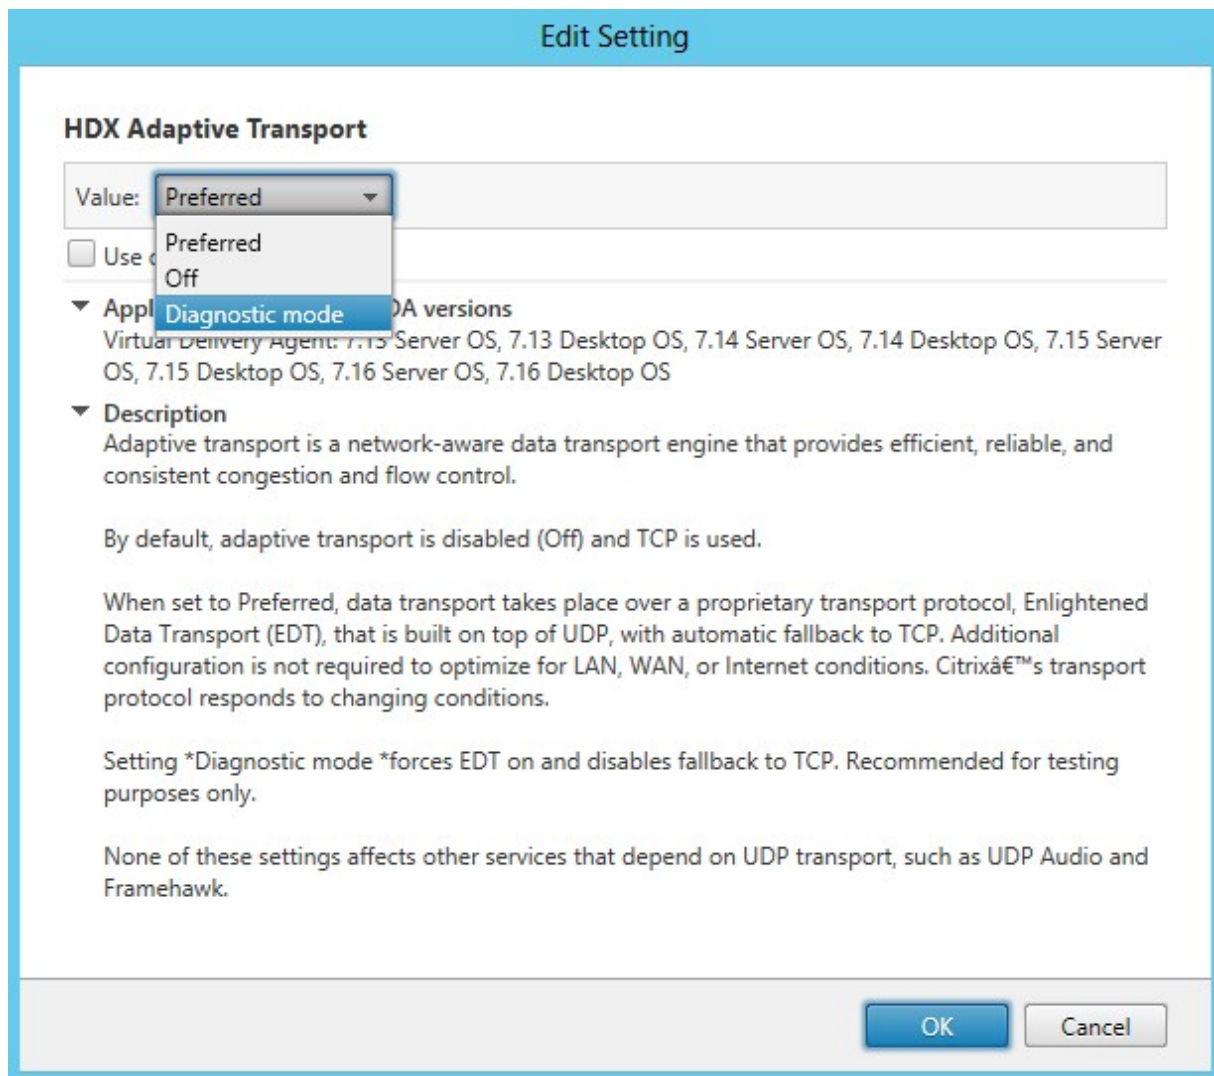 Edit Setting
HDX Adaptive Transport
Value: Preferred
Preferred
Use
Off
Diagnostic mode
Appl DA versions
Virtual Delivery Agent: 7.13 Server OS, 7.13 Desktop OS, 7.14 Server OS, 7.14 Desktop OS, 7.15 Server
OS, 7.15 Desktop OS, 7.16 Server OS, 7.16 Desktop OS
Description
Adaptive transport is a network-aware data transport engine that provides efficient, reliable, and
consistent congestion and flow control.
By default, adaptive transport is disabled (Off) and TCP is used.
When set to Preferred, data transport takes place over a proprietary transport protocol, Enlightened
Data Transport (EDT), that is built on top of UDP, with automatic fallback to TCP. Additional
configuration is not required to optimize for LAN, WAN, or Internet conditions. Citrixâ€™s transport
protocol responds to changing conditions.
Setting *Diagnostic mode *forces EDT on and disables fallback to TCP. Recommended for testing
purposes only.
None of these settings affects other services that depend on UDP transport, such as UDP Audio and
Framehawk.
OK Cancel